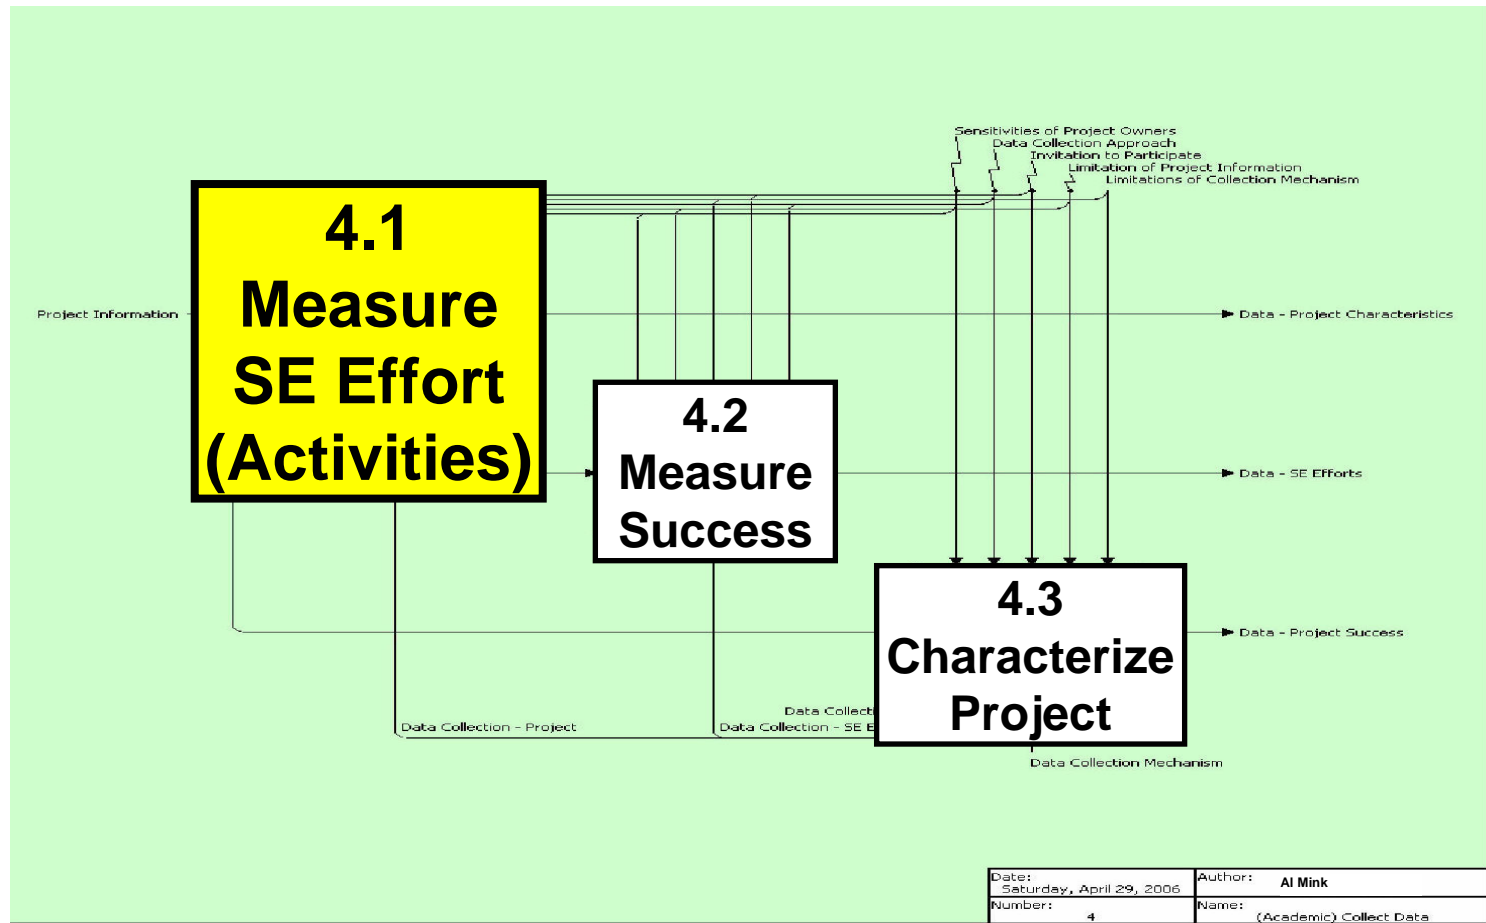 Sensitivities of Project Owners
Data Collection Approach
Invitation to Participate
Limitation of Project Information
Limitations of Collection Mechanism
4.1
Measure
SE Effort
(Activities)
Project Information
Data - Project Characteristics
4.2
Measure
Success
Data - SE Efforts
4.3
Characterize
Project
Data - Project Success
Data Collection - Project
Data Collection - SE
Data
Data Collection Mechanism
Date:
Saturday, April 29, 2006
Author:
Al Mink
Number:
4
Name:
(Academic) Collect Data